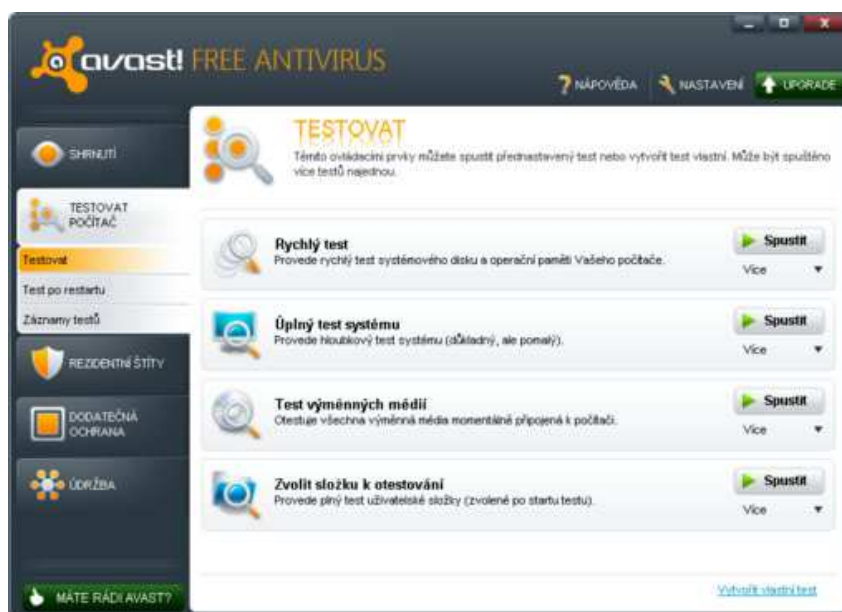 avast! FREE ANTIVIRUS
NÁPOVĚDA
NASTAVENÍ
UPGRADE
SHRNUTÍ
TESTOVAT
POČÍTAČ
Testovat
Test po restartu
Záznamy testů
REZIDENTNÍ ŠTÍTY
DODATEČNÁ
OCHRANA
ÚDRŽBA
MÁTE RÁDI AVAST?
TESTOVAT
Těmito ovládacími prvky můžete spustit přednastavený test nebo vytvořit test vlastní. Může být spuštěno
více testů najednou.
Rychlý test
Provede rychlý test systémového disku a operační paměti Vašeho počítače.
Spustit
Více
Úplný test systému
Provede hloubkový test systému (důkladný, ale pomalý).
Spustit
Více
Test výměnných médií
Otestuje všechna výměnná média momentálně připojená k počítači.
Spustit
Více
Zvolit složku k otestování
Provede plný test uživatelské složky (zvolené po startu testu).
Spustit
Více
Vytvořit vlastní test